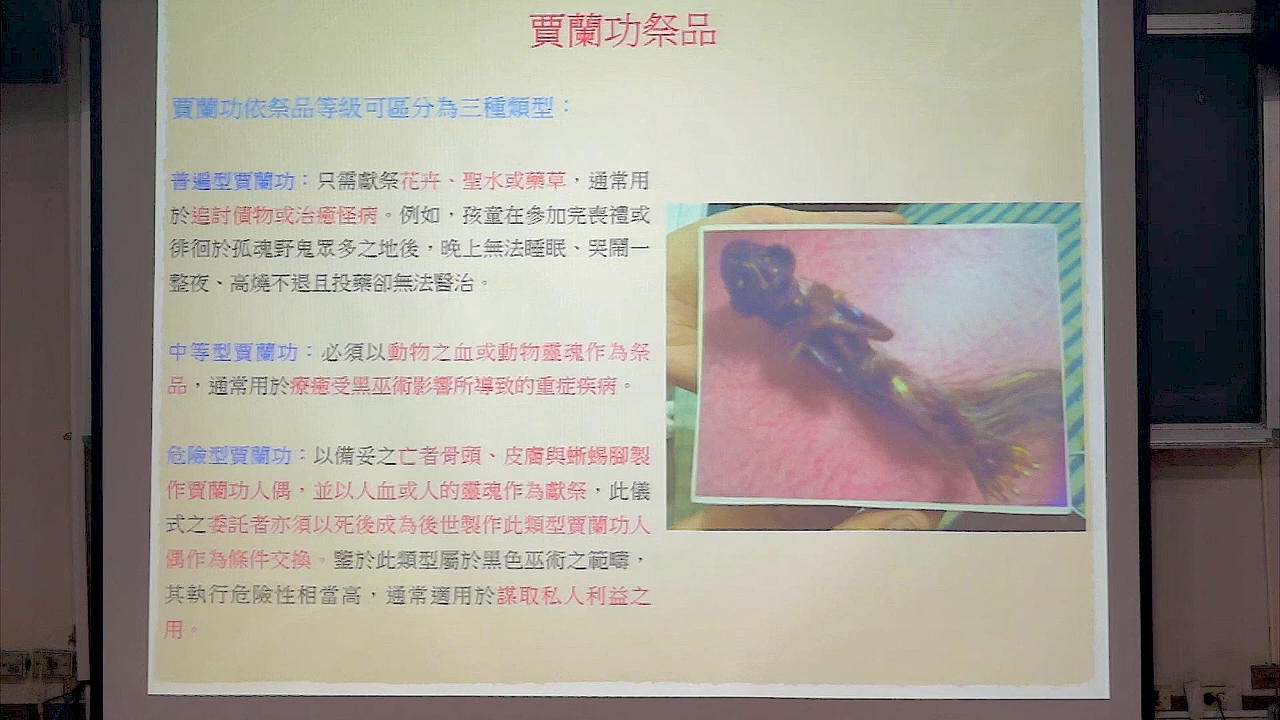 賈蘭功祭品
賈蘭功依祭品等級可區分為三種類型：
普遍型賈蘭功：只需獻祭花卉、聖水或藥草，通常用
於追討債物或治癒怪病。例如，孩童在參加完喪禮或
徘徊於孤魂野鬼眾多之地後，晚上無法睡眠、哭鬧一
整夜、高燒不退且投藥卻無法醫治。
中等型賈蘭功：必須以動物之血或動物靈魂作為祭
品，通常用於療癒受黑巫術影響所導致的重症疾病。
危險型賈蘭功：以備妥之亡者骨頭、皮膚與蜥蜴腳製
作賈蘭功人偶，並以人血或人的靈魂作為獻祭，此儀
式之委託者亦須以死後成為後世製作此類型賈蘭功人
偶作為條件交換。鑒於此類型屬於黑色巫術之範疇，
其執行危險性相當高，通常適用於謀取私人利益之
用。